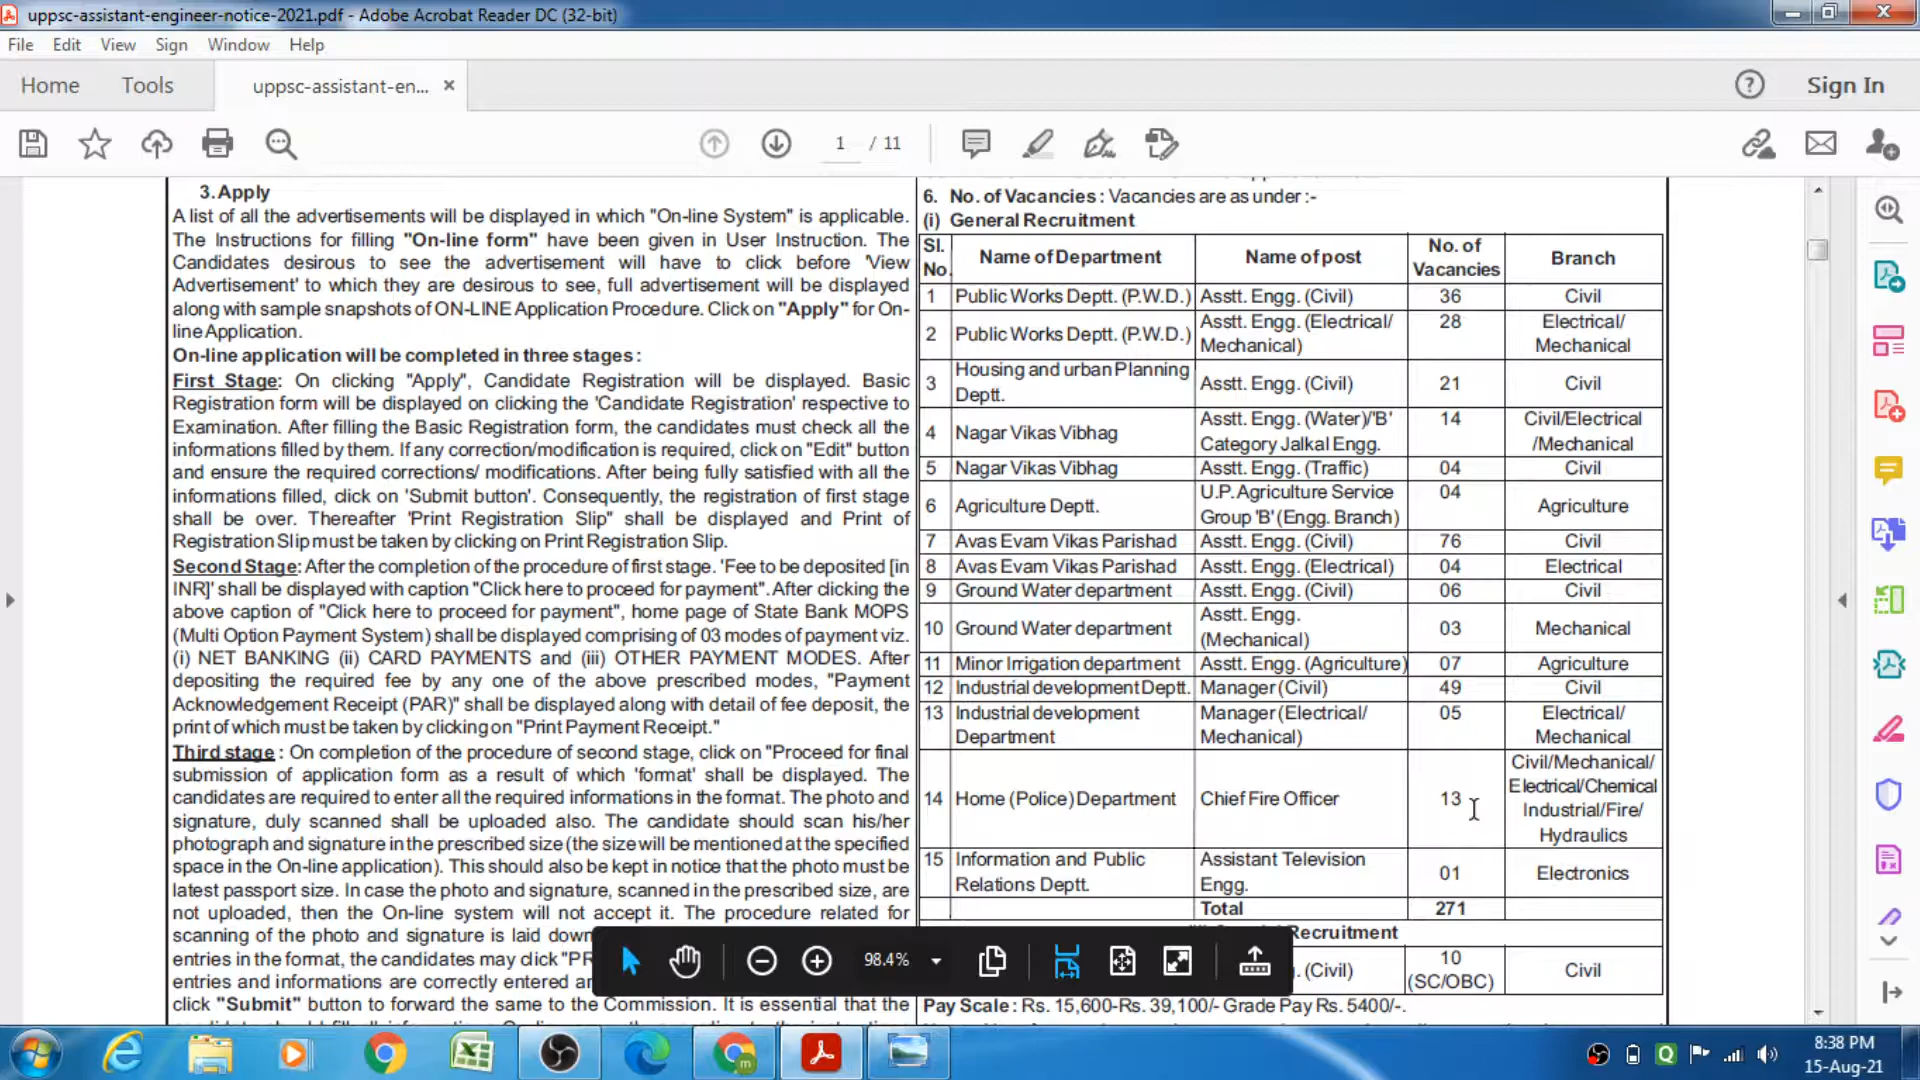 uppsc-assistant-engineer-notice-2021.pdf - Adobe Acrobat Reader DC (32-bit)
File Edit View Sign Window Help
Home Tools uppsc-assistant-en... × Sign In
1 / 11
3. Apply
A list of all the advertisements will be displayed in which "On-line System" is applicable.
The Instructions for filling "On-line form" have been given in User Instruction. The
Candidates desirous to see the advertisement will have to click before 'View
Advertisement' to which they are desirous to see, full advertisement will be displayed
along with sample snapshots of ON-LINE Application Procedure. Click on "Apply" for On-
line Application.
On-line application will be completed in three stages :
First Stage: On clicking "Apply", Candidate Registration will be displayed. Basic
Registration form will be displayed on clicking the 'Candidate Registration' respective to
Examination. After filling the Basic Registration form, the candidates must check all the
informations filled by them. If any correction/modification is required, click on "Edit" button
and ensure the required corrections/ modifications. After being fully satisfied with all the
informations filled, click on 'Submit button'. Consequently, the registration of first stage
shall be over. Thereafter 'Print Registration Slip" shall be displayed and Print of
Registration Slip must be taken by clicking on Print Registration Slip.
Second Stage: After the completion of the procedure of first stage. 'Fee to be deposited [in
INR]' shall be displayed with caption "Click here to proceed for payment". After clicking the
above caption of "Click here to proceed for payment", home page of State Bank MOPS
(Multi Option Payment System) shall be displayed comprising of 03 modes of payment viz.
(i) NET BANKING (ii) CARD PAYMENTS and (iii) OTHER PAYMENT MODES. After
depositing the required fee by any one of the above prescribed modes, "Payment
Acknowledgement Receipt (PAR)" shall be displayed along with detail of fee deposit, the
print of which must be taken by clicking on "Print Payment Receipt."
Third stage : On completion of the procedure of second stage, click on "Proceed for final
submission of application form as a result of which 'format' shall be displayed. The
candidates are required to enter all the required informations in the format. The photo and
signature, duly scanned shall be uploaded also. The candidate should scan his/her
photograph and signature in the prescribed size (the size will be mentioned at the specified
space in the On-line application). This should also be kept in notice that the photo must be
latest passport size. In case the photo and signature, scanned in the prescribed size, are
not uploaded, then the On-line system will not accept it. The procedure related for
scanning of the photo and signature is laid down
entries in the format, the candidates may click "PR
entries and informations are correctly entered an
click "Submit" button to forward the same to the Commission. It is essential that the
6. No. of Vacancies : Vacancies are as under :-
(i) General Recruitment
Sl. No. Name of Department Name of post No. of Vacancies Branch
1 Public Works Deptt. (P.W.D.) Asstt. Engg. (Civil) 36 Civil
2 Public Works Deptt. (P.W.D.) Asstt. Engg. (Electrical/ Mechanical) 28 Electrical/ Mechanical
3 Housing and urban Planning Deptt. Asstt. Engg. (Civil) 21 Civil
4 Nagar Vikas Vibhag Asstt. Engg. (Water)/'B' Category Jalkal Engg. 14 Civil/Electrical /Mechanical
5 Nagar Vikas Vibhag Asstt. Engg. (Traffic) 04 Civil
6 Agriculture Deptt. U.P. Agriculture Service Group 'B' (Engg. Branch) 04 Agriculture
7 Avas Evam Vikas Parishad Asstt. Engg. (Civil) 76 Civil
8 Avas Evam Vikas Parishad Asstt. Engg. (Electrical) 04 Electrical
9 Ground Water department Asstt. Engg. (Civil) 06 Civil
10 Ground Water department Asstt. Engg. (Mechanical) 03 Mechanical
11 Minor Irrigation department Asstt. Engg. (Agriculture) 07 Agriculture
12 Industrial development Deptt. Manager (Civil) 49 Civil
13 Industrial development Department Manager (Electrical/ Mechanical) 05 Electrical/ Mechanical
14 Home (Police) Department Chief Fire Officer 13 Civil/Mechanical/ Electrical/Chemical Industrial/Fire/ Hydraulics
15 Information and Public Relations Deptt. Assistant Television Engg. 01 Electronics
Total 271
Recruitment
(Civil) 10 (SC/OBC) Civil
Pay Scale : Rs. 15,600-Rs. 39,100/- Grade Pay Rs. 5400/-.
98.4%
8:38 PM
15-Aug-21